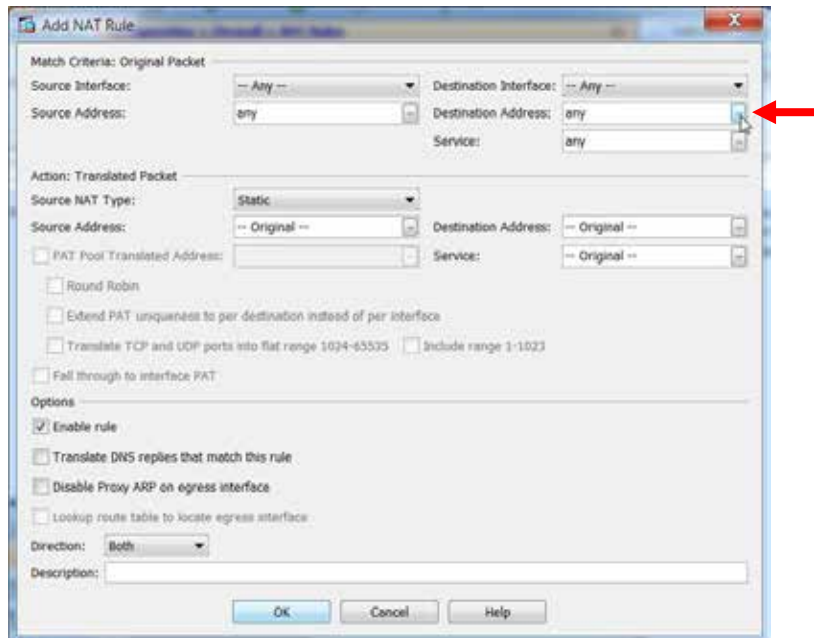 Add NAT Rule
Match Criteria: Original Packet
Source Interface: -- Any -- Destination Interface: -- Any --
Source Address: any Destination Address: any
Service: any
Action: Translated Packet
Source NAT Type: Static
Source Address: -- Original -- Destination Address: -- Original --
PAT Pool Translated Address: Service: -- Original --
Round Robin
Extend PAT uniqueness to per destination instead of per interface
Translate TCP and UDP ports into flat range 1024-65535 Include range 1-1023
Fall through to interface PAT
Options
Enable rule
Translate DNS replies that match this rule
Disable Proxy ARP on egress interface
Lookup route table to locate egress interface
Direction: Both
Description:
OK Cancel Help